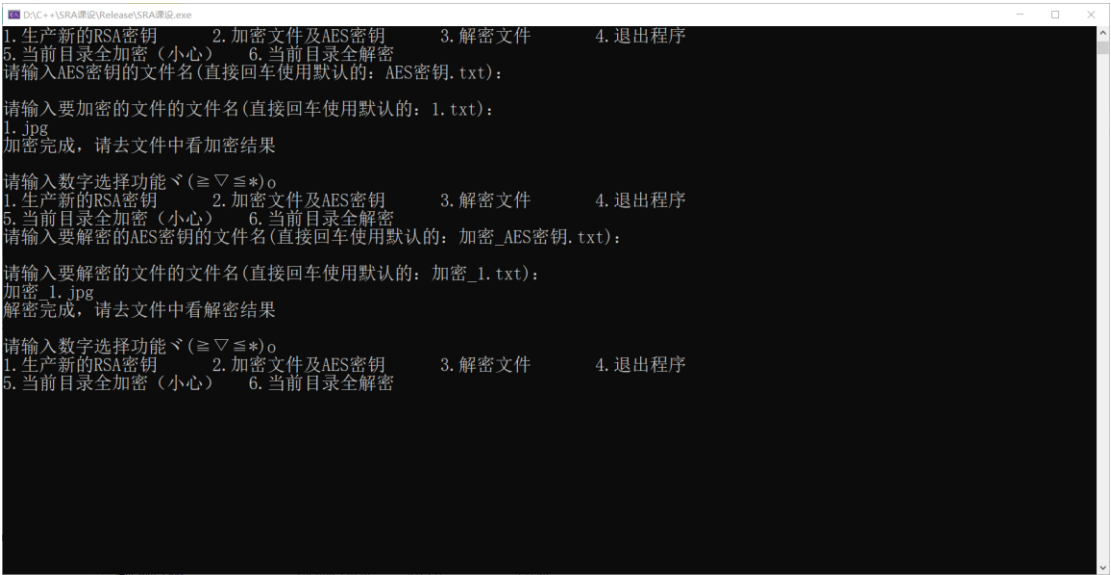 D:\C++\SRA课设\Release\SRA课设.exe
1.生产新的RSA密钥 2.加密文件及AES密钥 3.解密文件 4.退出程序
5.当前目录全加密（小心） 6.当前目录全解密
请输入AES密钥的文件名(直接回车使用默认的: AES密钥.txt):
请输入要加密的文件的文件名(直接回车使用默认的: 1.txt):
1.jpg
加密完成，请去文件中看加密结果
请输入数字选择功能ヾ(≧▽≦*)o
1.生产新的RSA密钥 2.加密文件及AES密钥 3.解密文件 4.退出程序
5.当前目录全加密（小心） 6.当前目录全解密
请输入要解密的AES密钥的文件名(直接回车使用默认的: 加密_AES密钥.txt):
请输入要解密的文件的文件名(直接回车使用默认的: 加密_1.txt):
加密_1.jpg
解密完成，请去文件中看解密结果
请输入数字选择功能ヾ(≧▽≦*)o
1.生产新的RSA密钥 2.加密文件及AES密钥 3.解密文件 4.退出程序
5.当前目录全加密（小心） 6.当前目录全解密